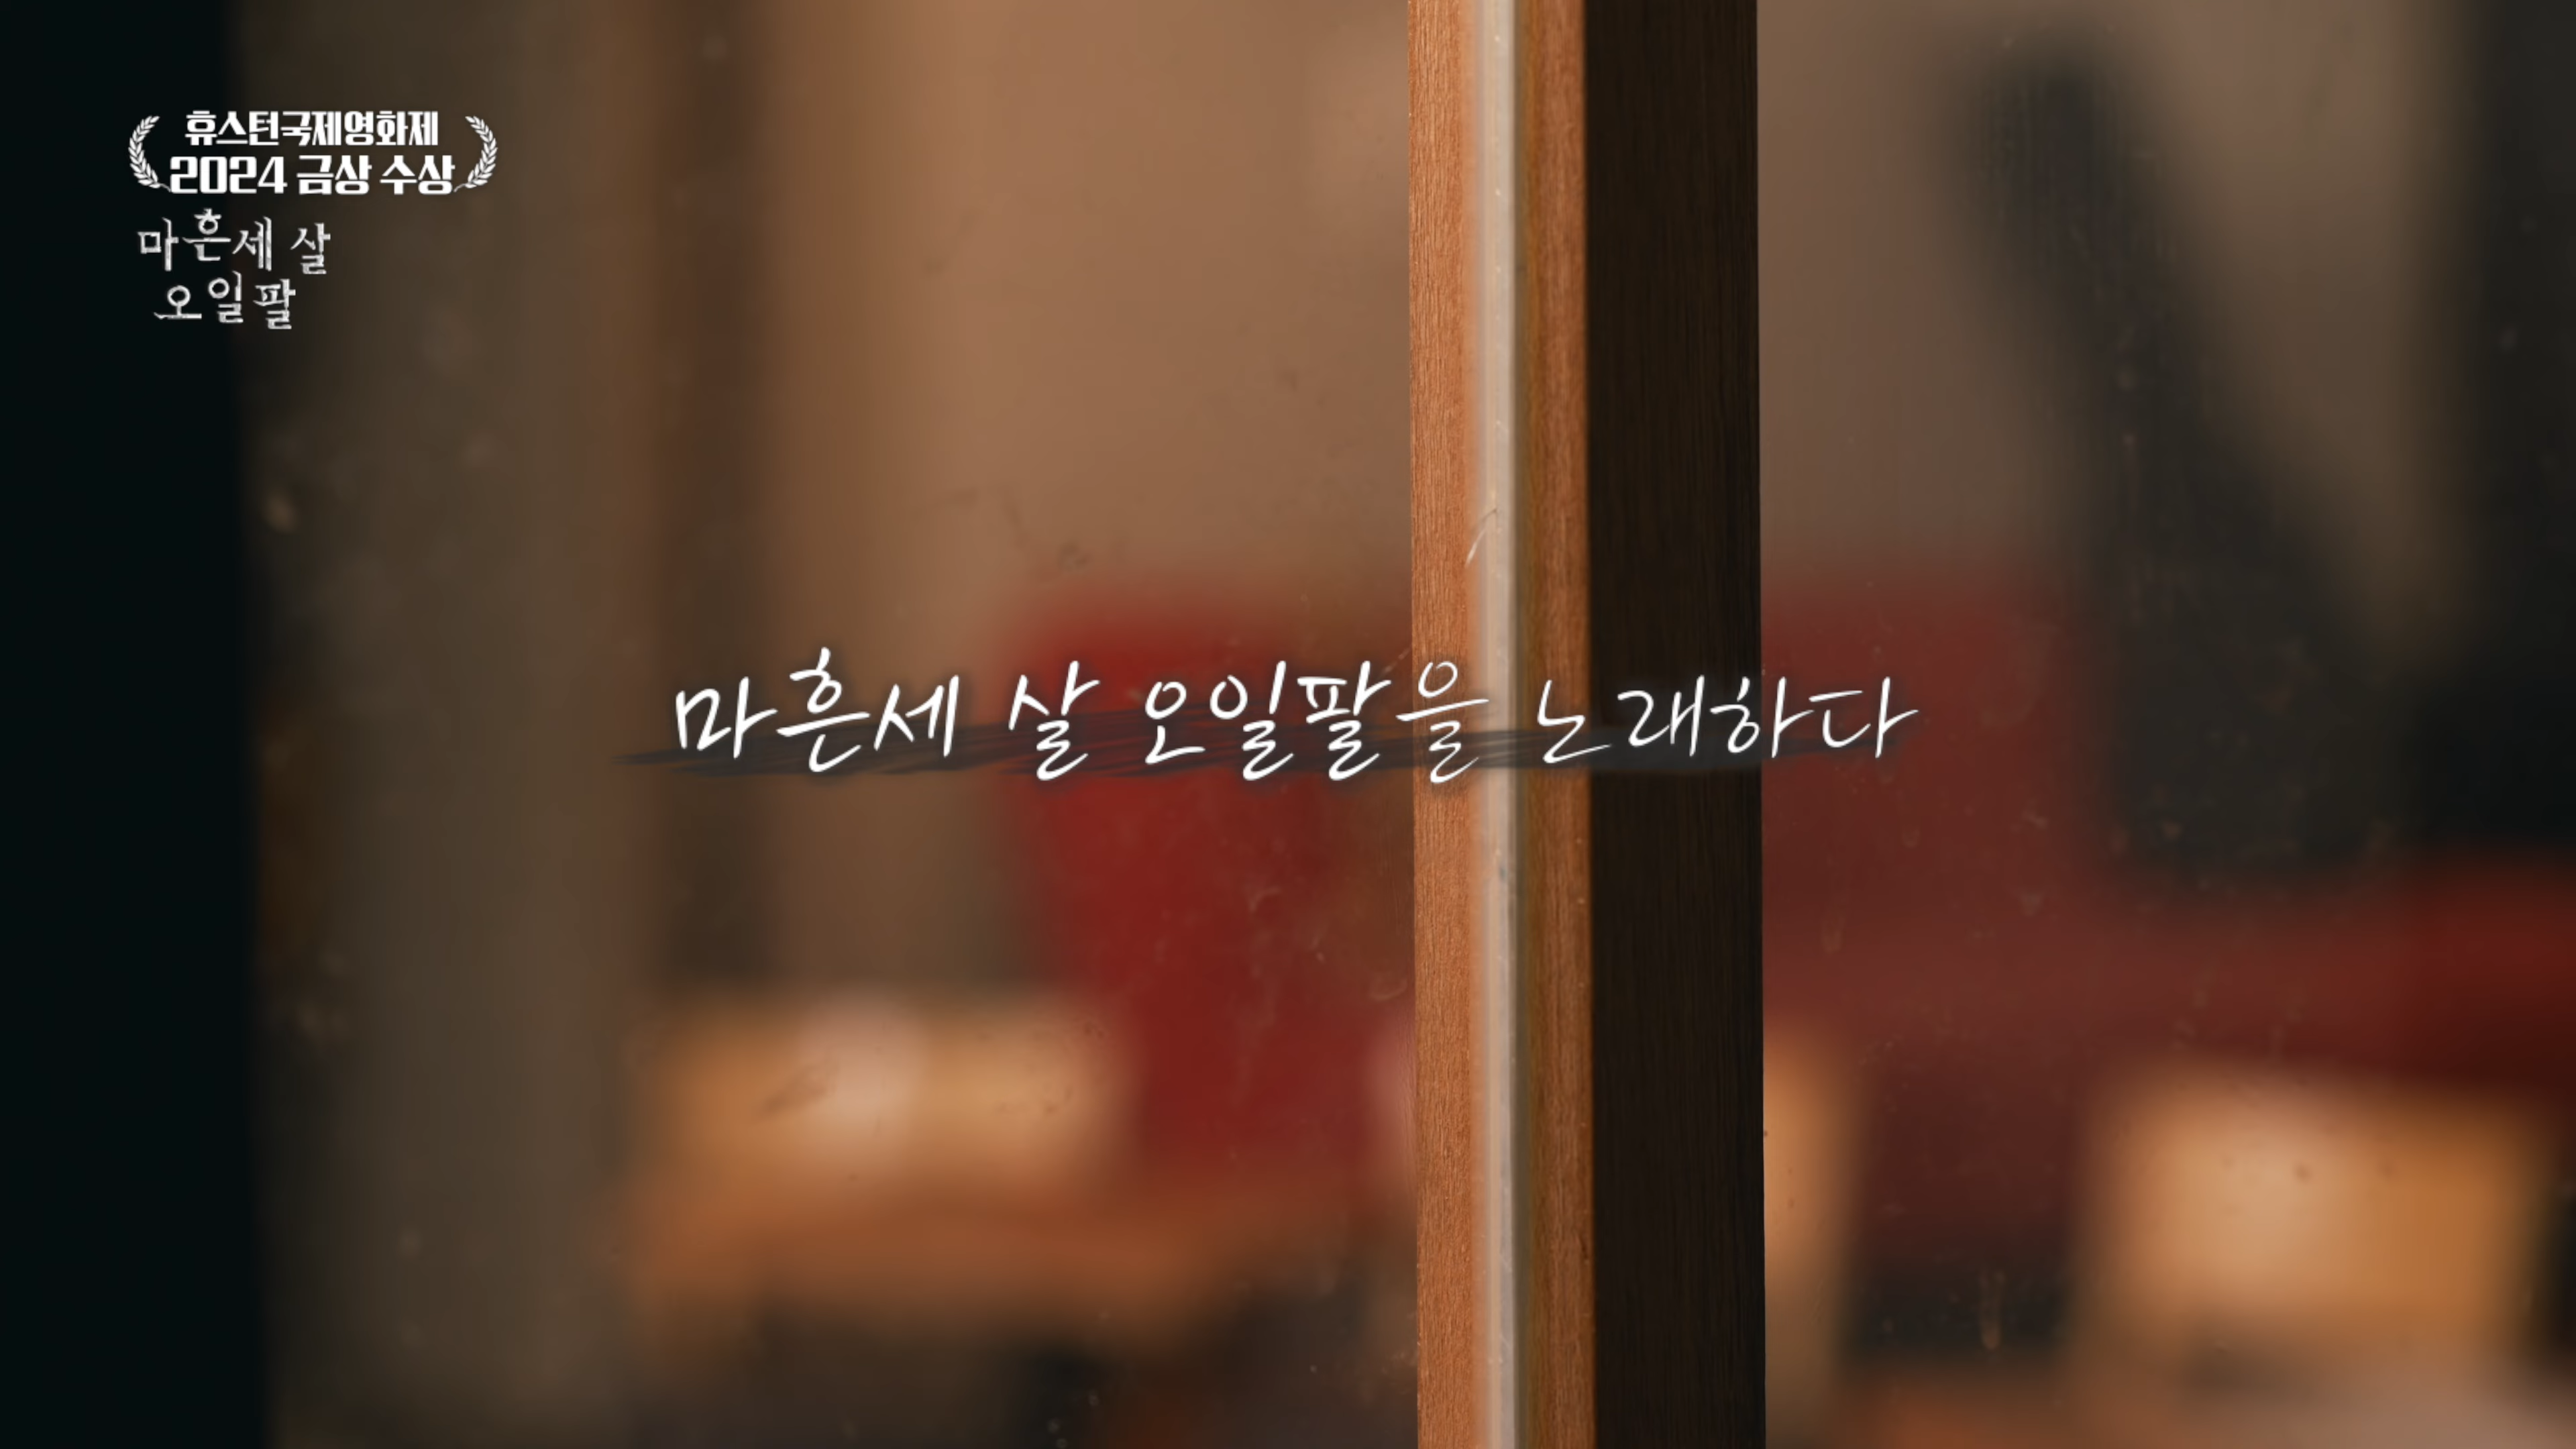 휴스턴국제영화제
2024 금상 수상
마흔세 살
오일팔
마흔세 살 오일팔을 노래하다